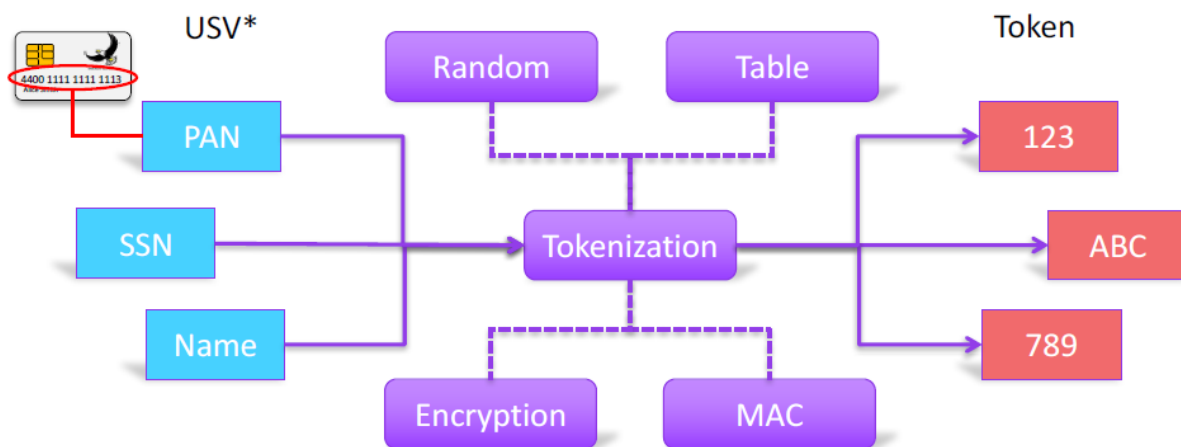 USV*
Token
Random
Table
4400 1111 1111 1113
PAN
123
SSN
Tokenization
ABC
Name
789
Encryption
MAC